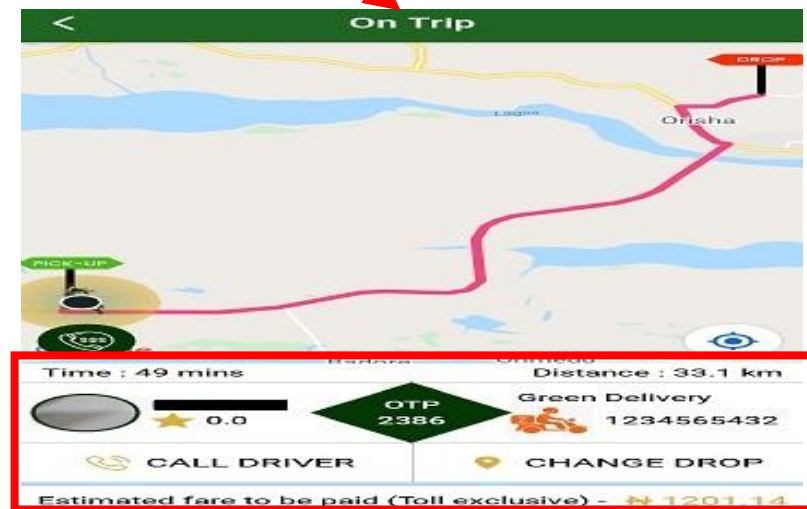 <
On Trip
DROP
Lagos
Orisha
PICK-UP
SOS
Time : 49 mins
Distance : 33.1 km
0.0
OTP
2386
Green Delivery
1234565432
CALL DRIVER
CHANGE DROP
Estimated fare to be paid (Toll exclusive) - ₦ 1201.14